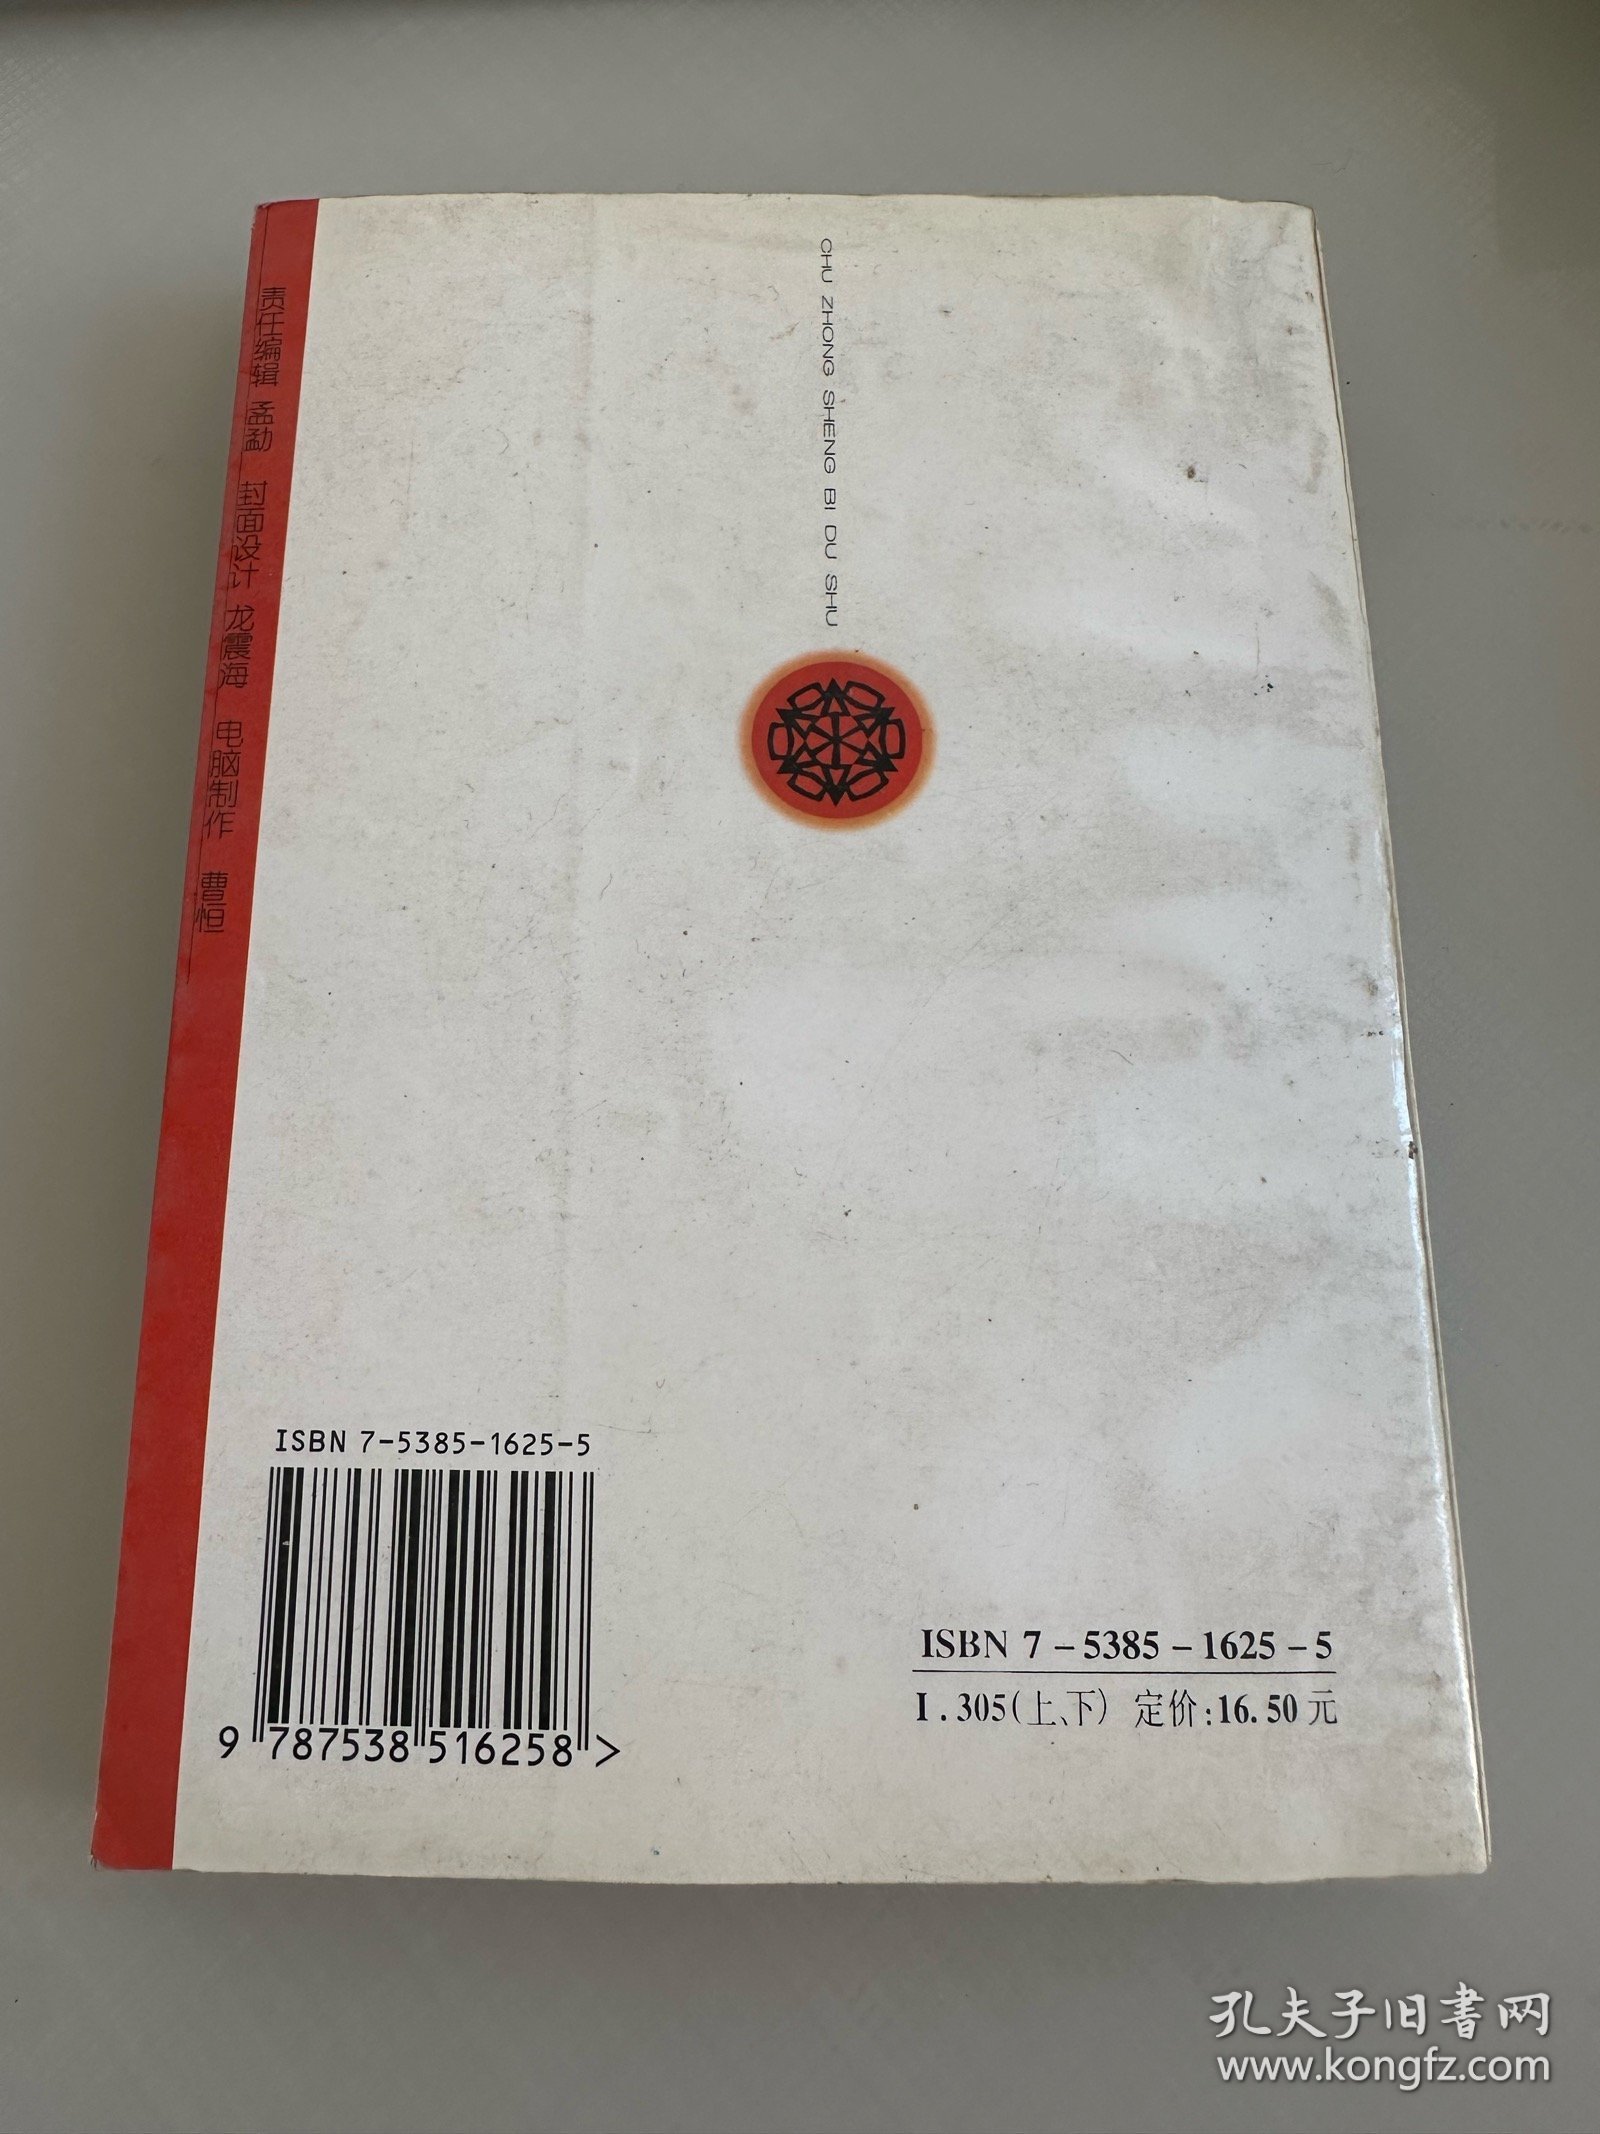 责任编辑 孟勐 封面设计 龙震海 电脑制作 曹恒
CHU ZHONG SHENG BI DU SHU
ISBN 7-5385-1625-5
9 787538 516258 >
ISBN 7-5385-1625-5
I.305(上、下) 定价:16.50元
孔夫子旧书网
www.kongfz.com